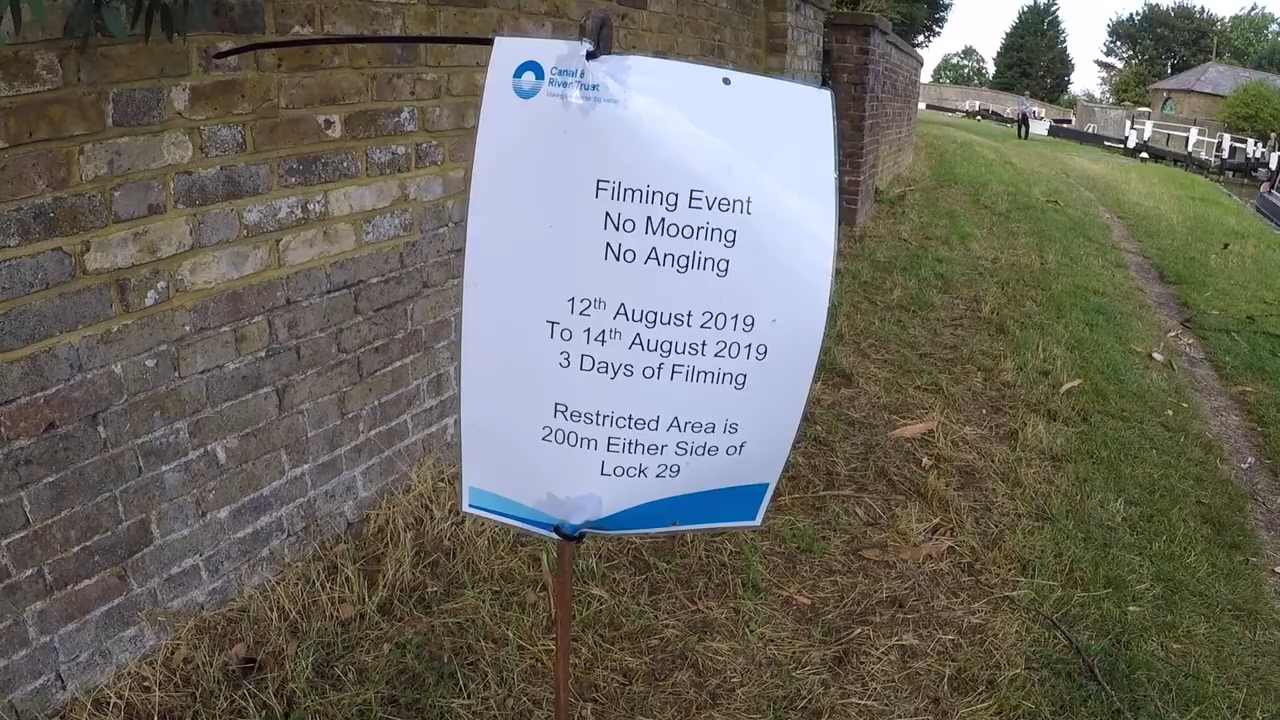 Canal &
River Trust
Filming Event
No Mooring
No Angling
12th August 2019
To 14th August 2019
3 Days of Filming
Restricted Area is
200m Either Side of
Lock 29